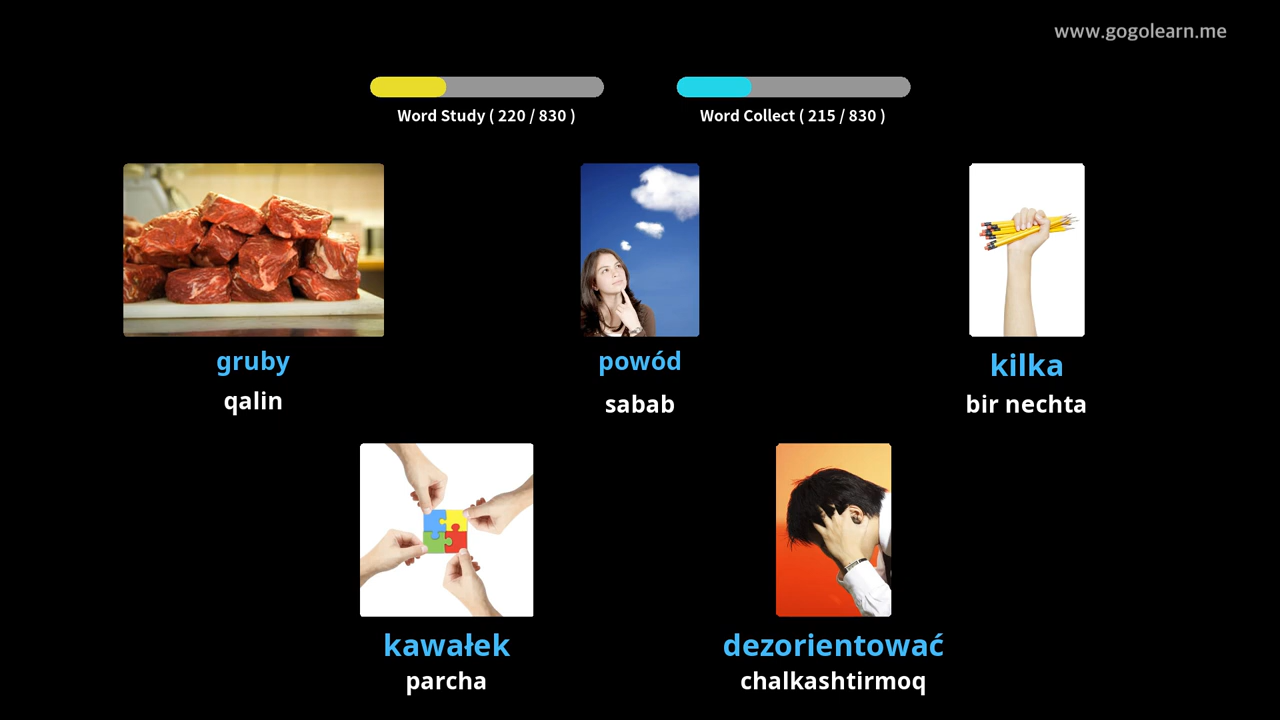 www.gogolearn.me
Word Study ( 220 / 830 )
Word Collect ( 215 / 830 )
gruby
qalin
powód
sabab
kilka
bir nechta
kawałek
parcha
dezorientować
chalkashtirmoq